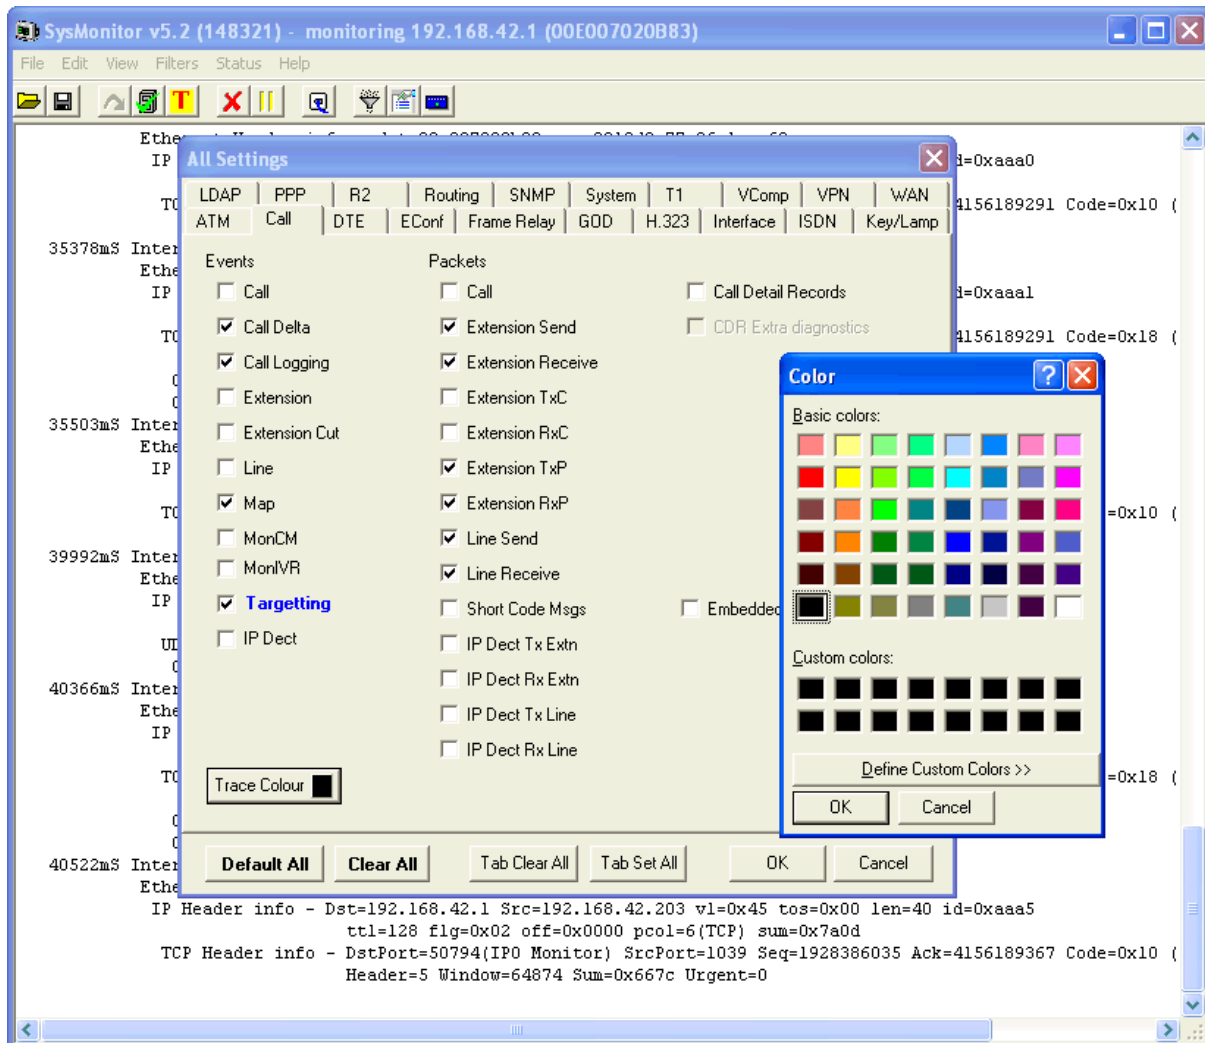 SysMonitor v5.2 (148321) - monitoring 192.168.42.1 (00E007020B83)
File Edit View Filters Status Help
T
IP All Settings d=0xaaa0
LDAP PPP R2 Routing SNMP System T1 VComp VPN WAN
4156189291 Code=0x10 (
ATM Call DTE EConf Frame Relay GOD H.323 Interface ISDN Key/Lamp
35378mS Inter
Events Packets
Ethe
IP Call Call Call Detail Records d=0xaaa1
Call Delta Extension Send CDR Extra diagnostics 4156189291 Code=0x18 (
Call Logging Extension Receive
Color
Extension Extension TxC
Basic colors:
35503mS Inter Extension Cut Extension RxC
Ethe
IP Line Extension TxP
Map Extension RxP =0x10 (
MonCM Line Send
39992mS Inter MonIVR Line Receive
Ethe
IP Targetting Short Code Msgs Embedded
IP Dect IP Dect Tx Extn
Custom colors:
40366mS Inter IP Dect Rx Extn
Ethe
IP IP Dect Tx Line
IP Dect Rx Line
Define Custom Colors >>
Trace Colour =0x18 (
OK Cancel
40522mS Inter Default All Clear All Tab Clear All Tab Set All OK Cancel
Ethe
IP Header info - Dst=192.168.42.1 Src=192.168.42.203 vl=0x45 tos=0x00 len=40 id=0xaaa5
ttl=128 flg=0x02 off=0x0000 pcol=6(TCP) sum=0x7a0d
TCP Header info - DstPort=50794(IPO Monitor) SrcPort=1039 Seq=1928386035 Ack=4156189367 Code=0x10 (
Header=5 Window=64874 Sum=0x667c Urgent=0